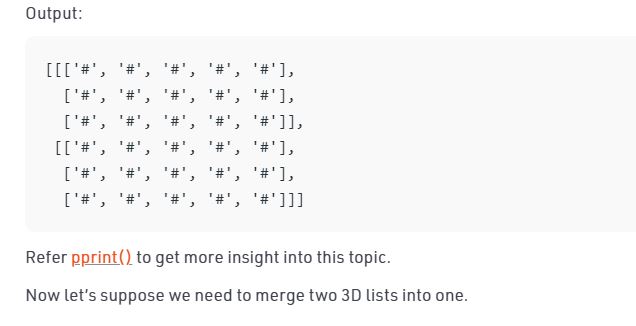 Output:
[[['#', '#', '#', '#', '#'],
['#', '#', '#', '#', '#'],
['#', '#', '#', '#', '#']],
[['#', '#', '#', '#', '#'],
['#', '#', '#', '#', '#'],
['#', '#', '#', '#', '#']]]
Refer pprint() to get more insight into this topic.
Now let’s suppose we need to merge two 3D lists into one.